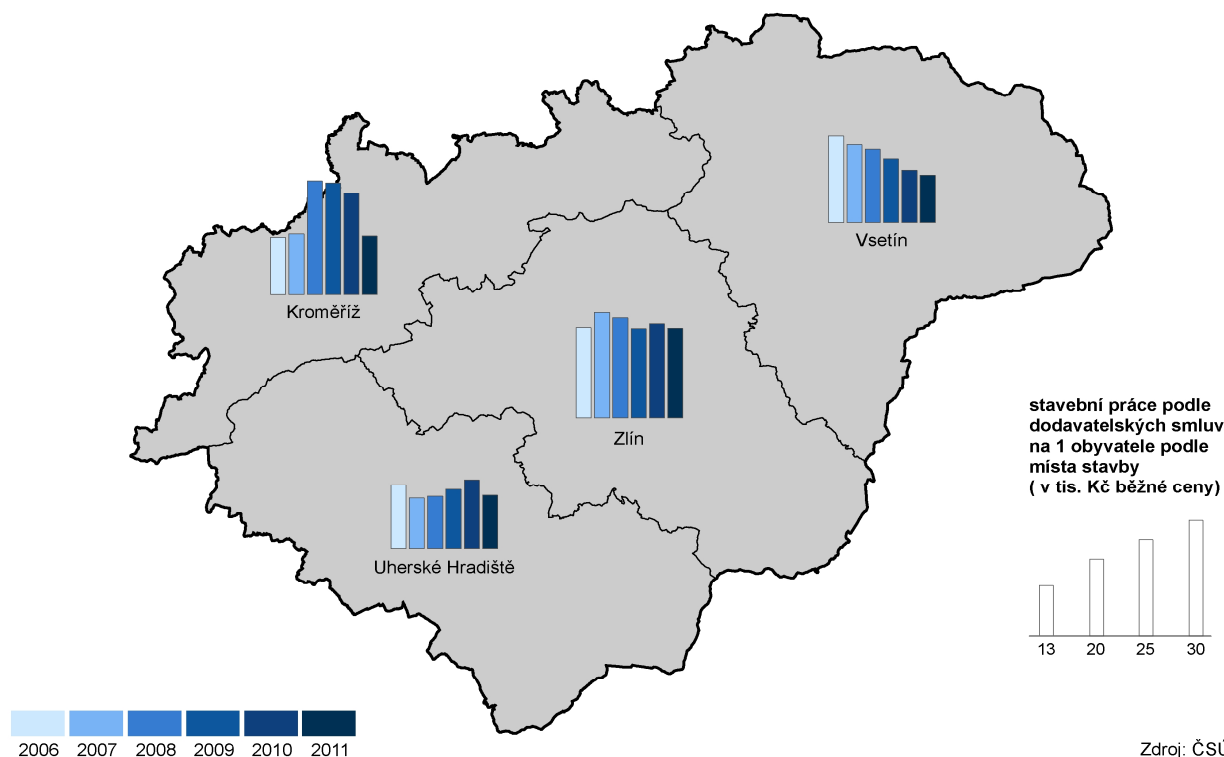 Vsetín
Kroměříž
Zlín
Uherské Hradiště
stavební práce podle
dodavatelských smluv
na 1 obyvatele podle
místa stavby
( v tis. Kč běžné ceny)
13 20 25 30
2006 2007 2008 2009 2010 2011
Zdroj: ČSÚ